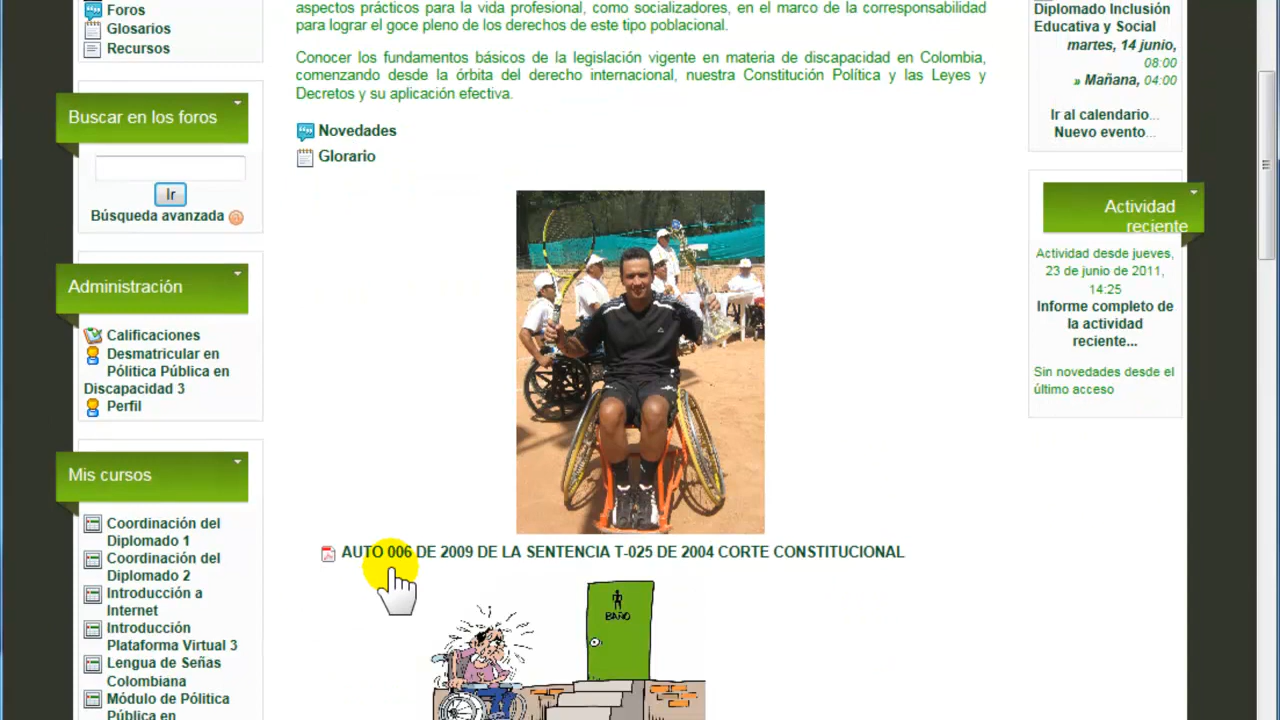 Foros
Glosarios
Recursos
Buscar en los foros
Ir
Búsqueda avanzada
Administración
Calificaciones
Desmatricular en
Pólitica Pública en
Discapacidad 3
Perfil
Mis cursos
Coordinación del
Diplomado 1
Coordinación del
Diplomado 2
Introducción a
Internet
Introducción
Plataforma Virtual 3
Lengua de Señas
Colombiana
Módulo de Pólitica
Pública en
aspectos prácticos para la vida profesional, como socializadores, en el marco de la corresponsabilidad
para lograr el goce pleno de los derechos de este tipo poblacional.
Conocer los fundamentos básicos de la legislación vigente en materia de discapacidad en Colombia,
comenzando desde la órbita del derecho internacional, nuestra Constitución Política y las Leyes y
Decretos y su aplicación efectiva.
Novedades
Glorario
AUTO 006 DE 2009 DE LA SENTENCIA T-025 DE 2004 CORTE CONSTITUCIONAL
BAÑO
Diplomado Inclusión
Educativa y Social
martes, 14 junio,
08:00
» Mañana, 04:00
Ir al calendario...
Nuevo evento...
Actividad
reciente
Actividad desde jueves,
23 de junio de 2011,
14:25
Informe completo de
la actividad
reciente...
Sin novedades desde el
último acceso